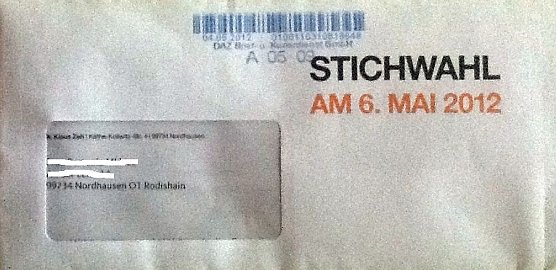 04.05.2012
DAZ Brief- u. Kurierdienst GmbH
A 05 09
STICHWAHL
AM 6. MAI 2012
Klaus Zeh | Käthe-Kollwitz-Str. | 99734 Nordhausen
99734 Nordhausen OT Rodishain